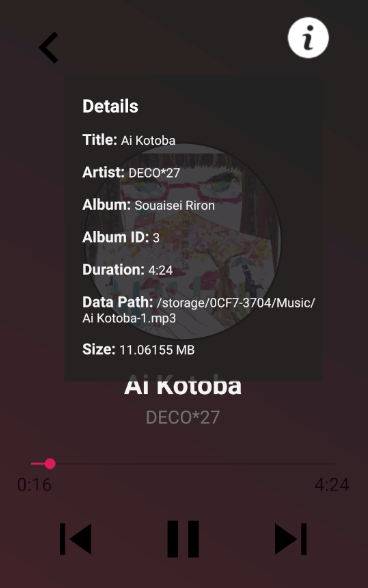 i
Details
Title: Ai Kotoba
Artist: DECO*27
Album: Souaisei Riron
Album ID: 3
Duration: 4:24
Data Path: /storage/0CF7-3704/Music/
Ai Kotoba-1.mp3
Size: 11.06155 MB
Ai Kotoba
DECO*27
0:16
4:24